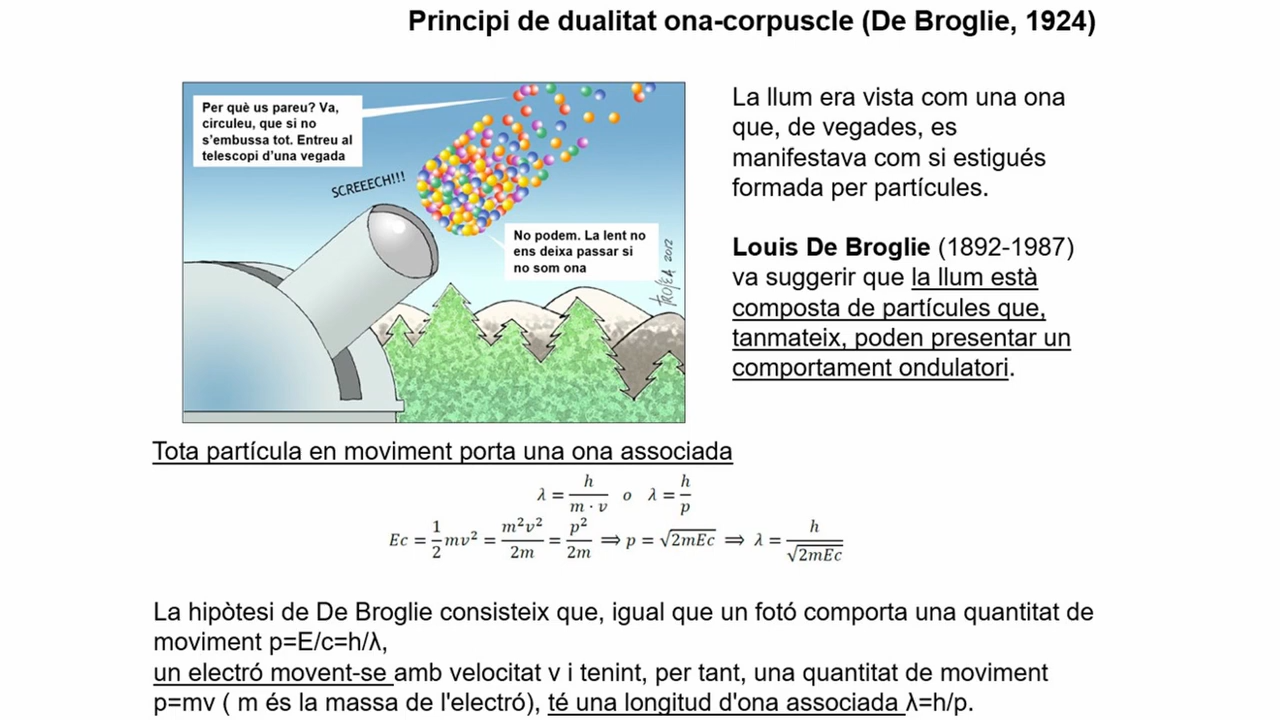 Principi de dualitat ona-corpuscle (De Broglie, 1924)
Per què us pareu? Va,
circuleu, que si no
s'embussa tot. Entreu al
telescopi d'una vegada
SCREEECH!!!
No podem. La lent no
ens deixa passar si
no som ona
TROFEA 2012
La llum era vista com una ona
que, de vegades, es
manifestava com si estigués
formada per partícules.
Louis De Broglie (1892-1987)
va suggerir que la llum està
composta de partícules que,
tanmateix, poden presentar un
comportament ondulatori.
Tota partícula en moviment porta una ona associada
λ = h/(m · v) o λ = h/p
Ec = 1/2 mv² = m²v²/2m = p²/2m ⟹ p = √2mEc ⟹ λ = h/√2mEc
La hipòtesi de De Broglie consisteix que, igual que un fotó comporta una quantitat de
moviment p=E/c=h/λ,
un electró movent-se amb velocitat v i tenint, per tant, una quantitat de moviment
p=mv ( m és la massa de l'electró), té una longitud d'ona associada λ=h/p.